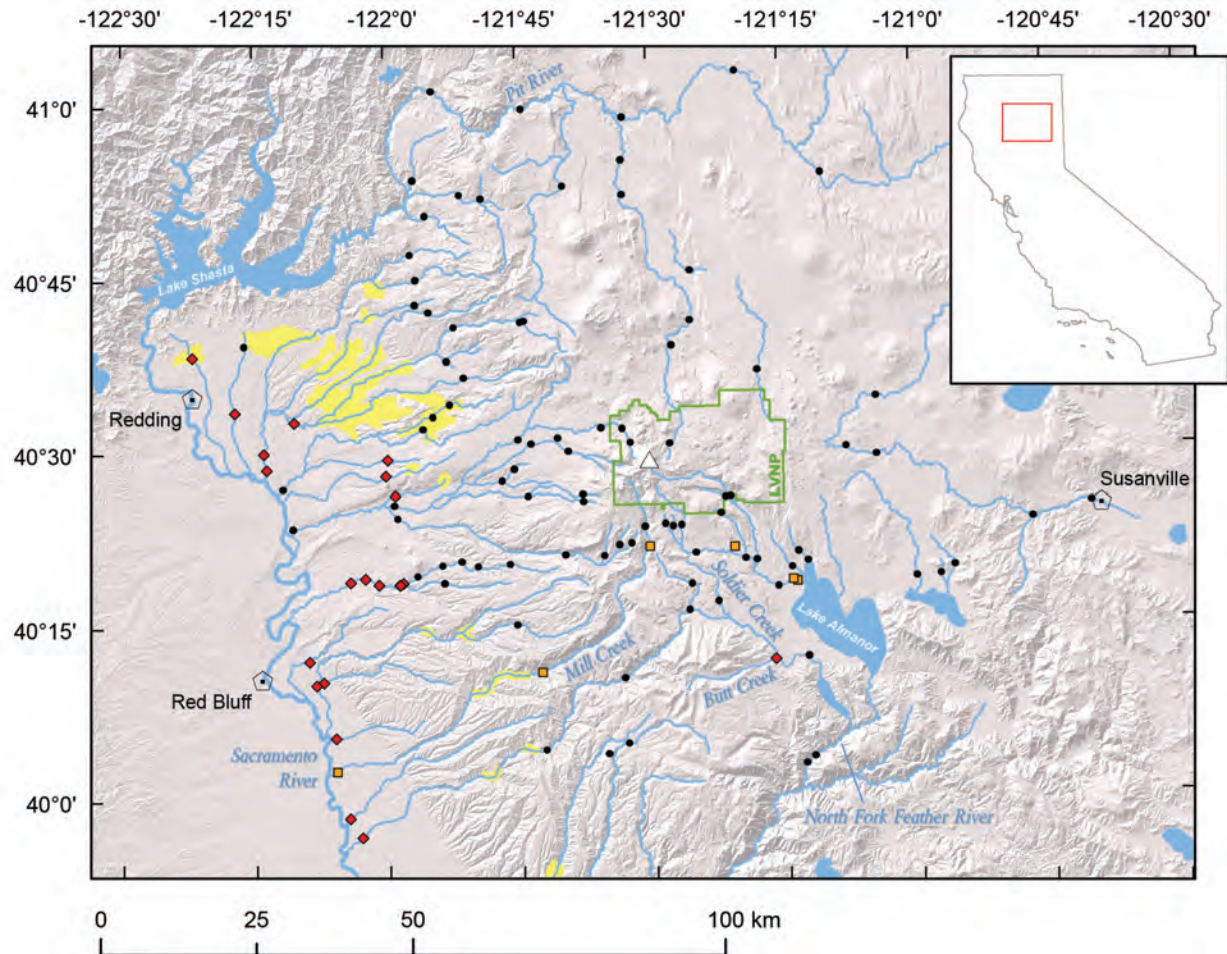 -122°30' -122°15' -122°0' -121°45' -121°30' -121°15' -121°0' -120°45' -120°30'
41°0'
Pit River
40°45'
Lake Shasta
Redding
40°30'
LVNP
Susanville
Soldier Creek
Lake Almanor
40°15'
Mill Creek
Butt Creek
Red Bluff
Sacramento
River
40°0'
North Fork Feather River
0 25 50 100 km